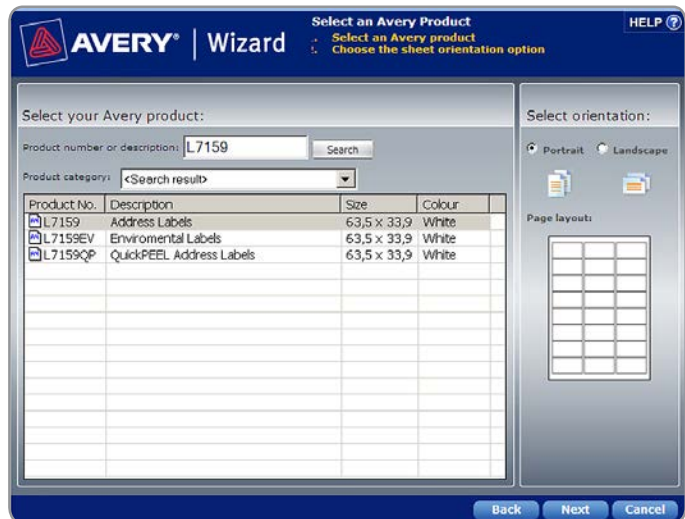 AVERY® | Wizard
Select an Avery Product
Select an Avery product
Choose the sheet orientation option
HELP ?
Select your Avery product:
Product number or description: L7159 Search
Product category: <Search result>
Product No. Description Size Colour
L7159 Address Labels 63,5 x 33,9 White
L7159EV Enviromental Labels 63,5 x 33,9 White
L7159QP QuickPEEL Address Labels 63,5 x 33,9 White
Select orientation:
Portrait Landscape
Page layout:
Back Next Cancel